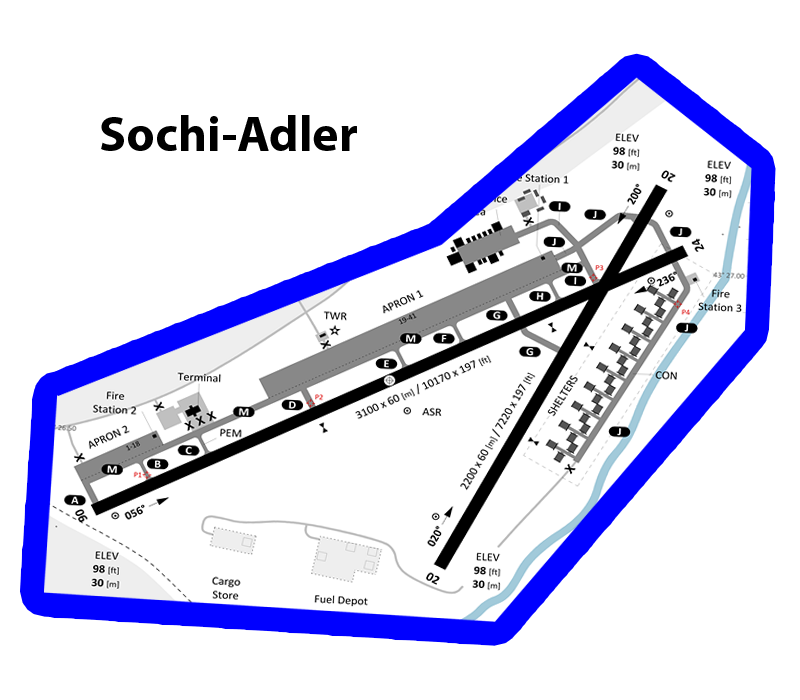 Sochi-Adler
ELEV
98 [ft]
30 [m]
ELEV
98 [ft]
30 [m]
20
200°
Station 1
I
J
J
J
24
M
I
P3
236°
43° 27.00
Fire
Station 3
P4
J
H
G
TWR
APRON 1
19-41
M
F
E
G
3100 x 60 [m] / 10170 x 197 [ft]
CON
SHELTERS
Terminal
Fire
Station 2
M
D
P2
ASR
2200 x 60 [m] / 7220 x 197 [ft]
J
APRON 2
1-18
PEM
C
B
M
P1
A
06
056°
020°
02
ELEV
98 [ft]
30 [m]
ELEV
98 [ft]
30 [m]
Cargo
Store
Fuel Depot